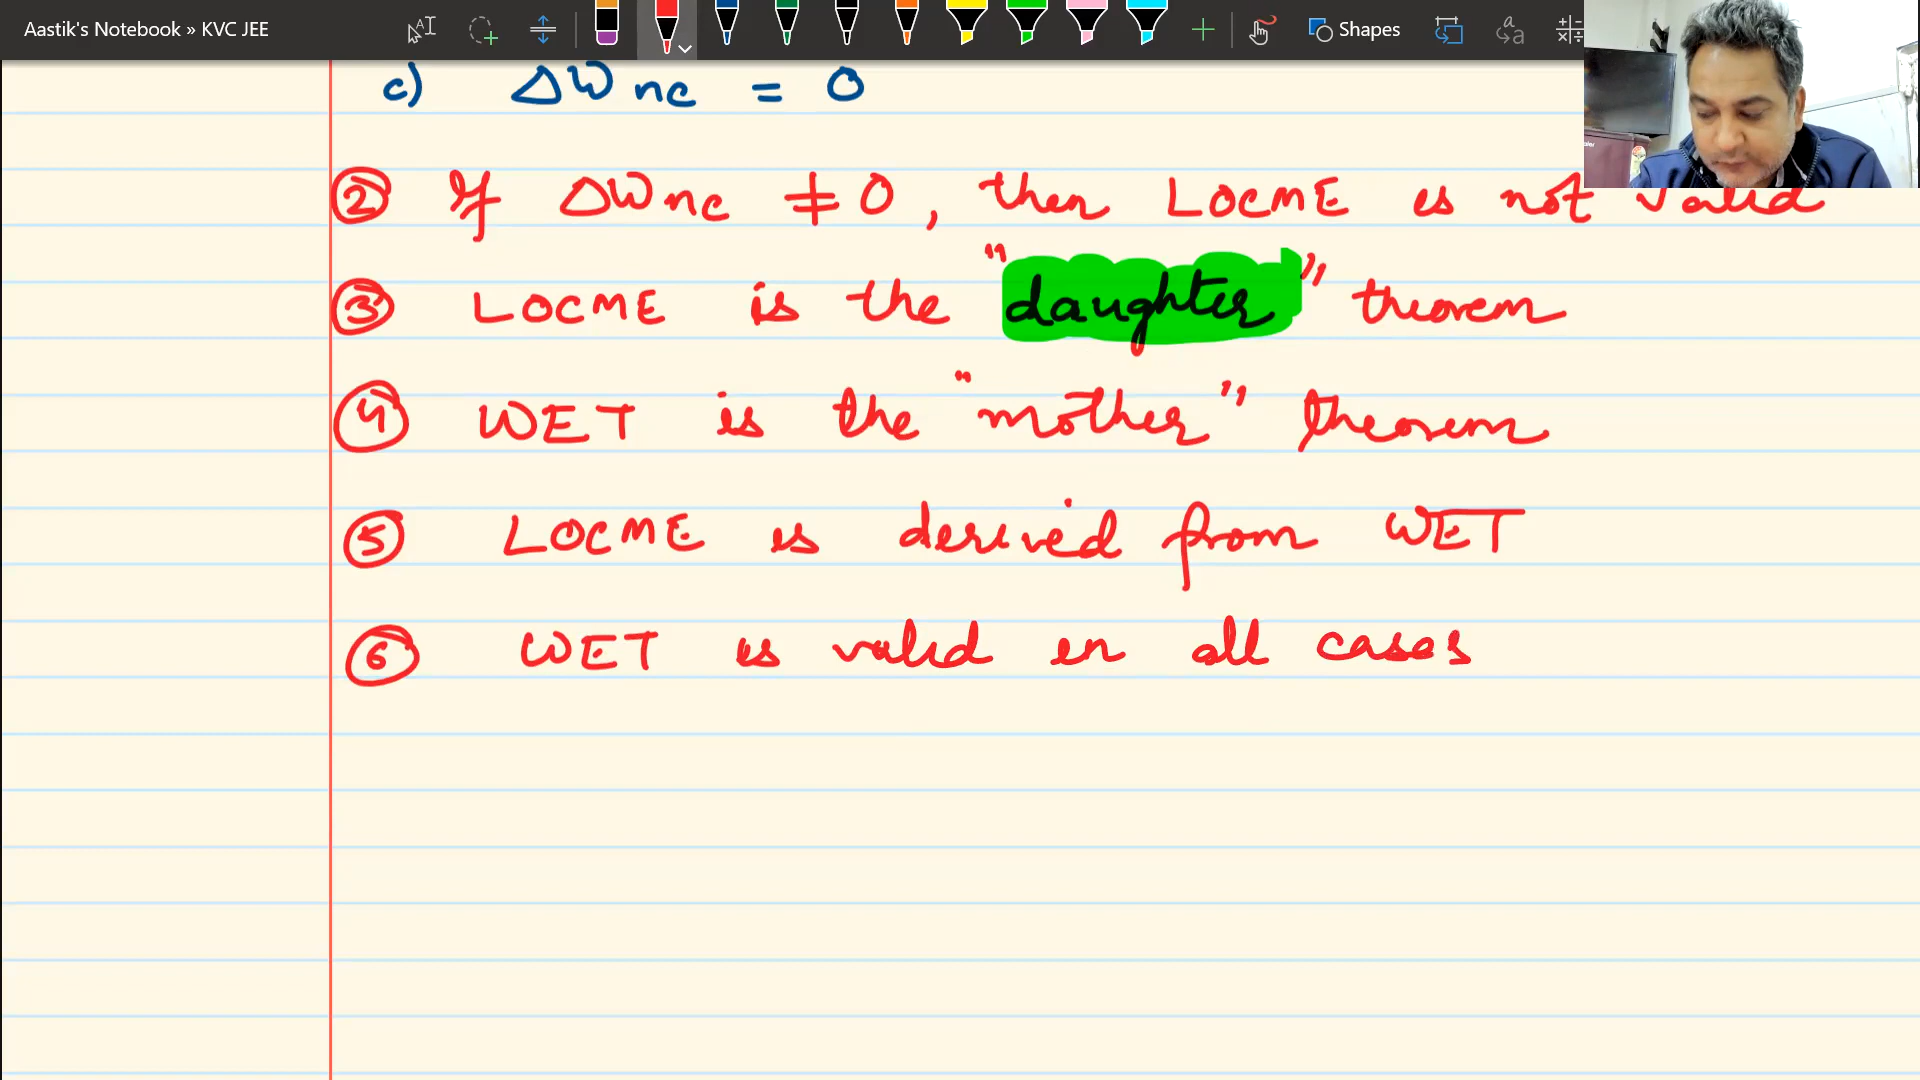 Aastik's Notebook » KVC JEE
Shapes
c) ΔWnc = 0
② If ΔWnc ≠ 0, then LOCME is not valid
③ LOCME is the "daughter" theorem
④ WET is the "mother" theorem
⑤ LOCME is derived from WET
⑥ WET is valid in all cases